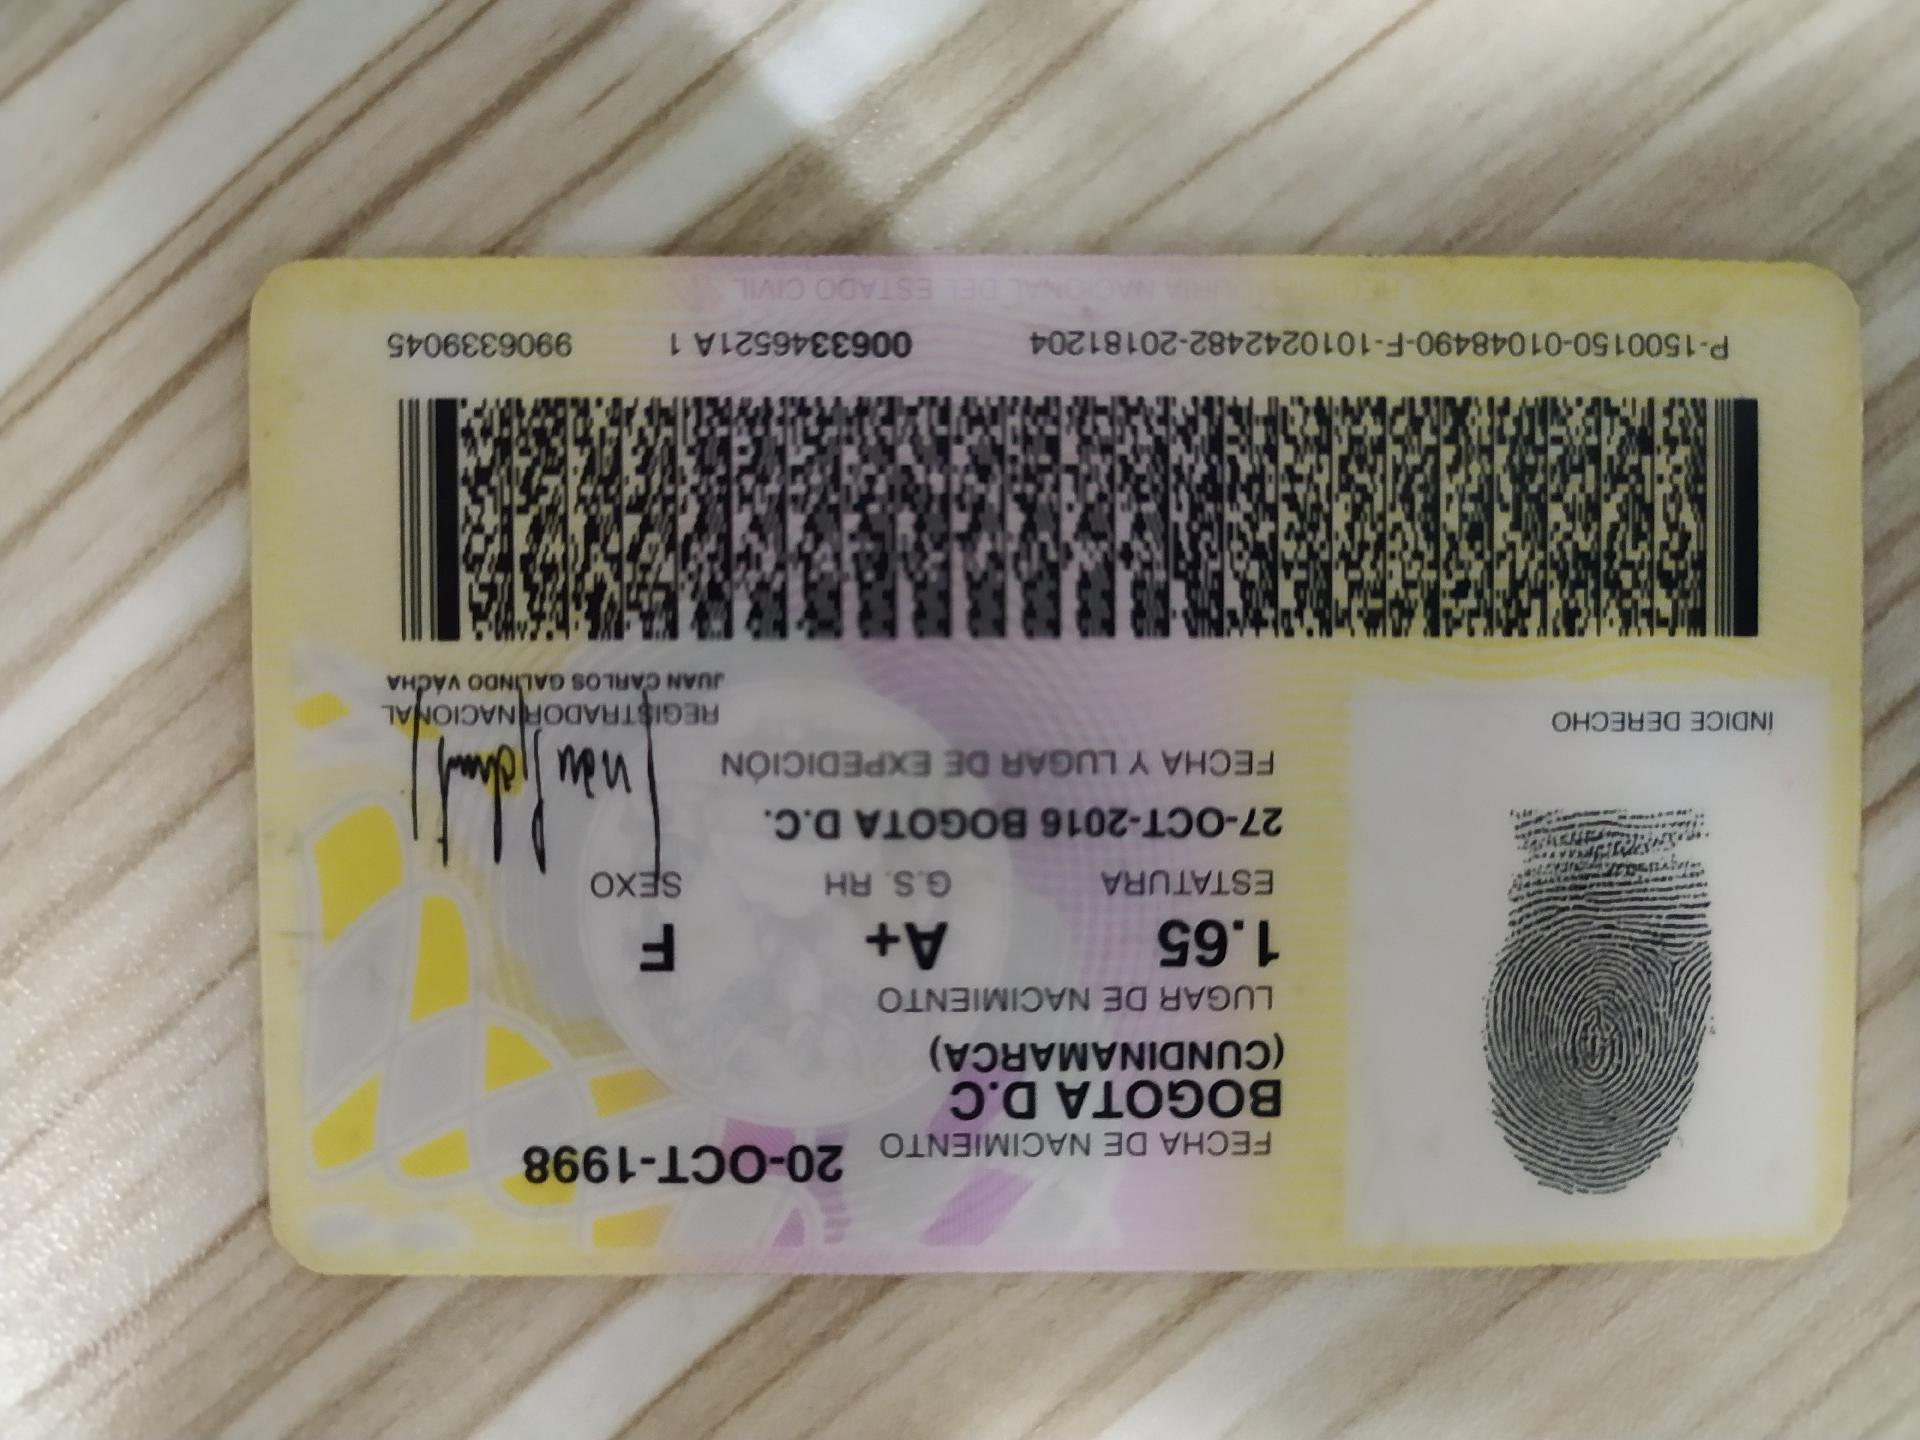 FECHA DE NACIMIENTO 20-OCT-1998
BOGOTA D.C
(CUNDINAMARCA)
LUGAR DE NACIMIENTO
1.65 A+ F
ESTATURA G.S. RH SEXO
27-OCT-2016 BOGOTA D.C.
FECHA Y LUGAR DE EXPEDICIÓN
ÍNDICE DERECHO
REGISTRADOR NACIONAL
JUAN CARLOS GALINDO VACHA
P-1500150-01048490-F-1010242482-20181204 0063346521A 1 9906339045
REGISTRADURIA NACIONAL DEL ESTADO CIVIL